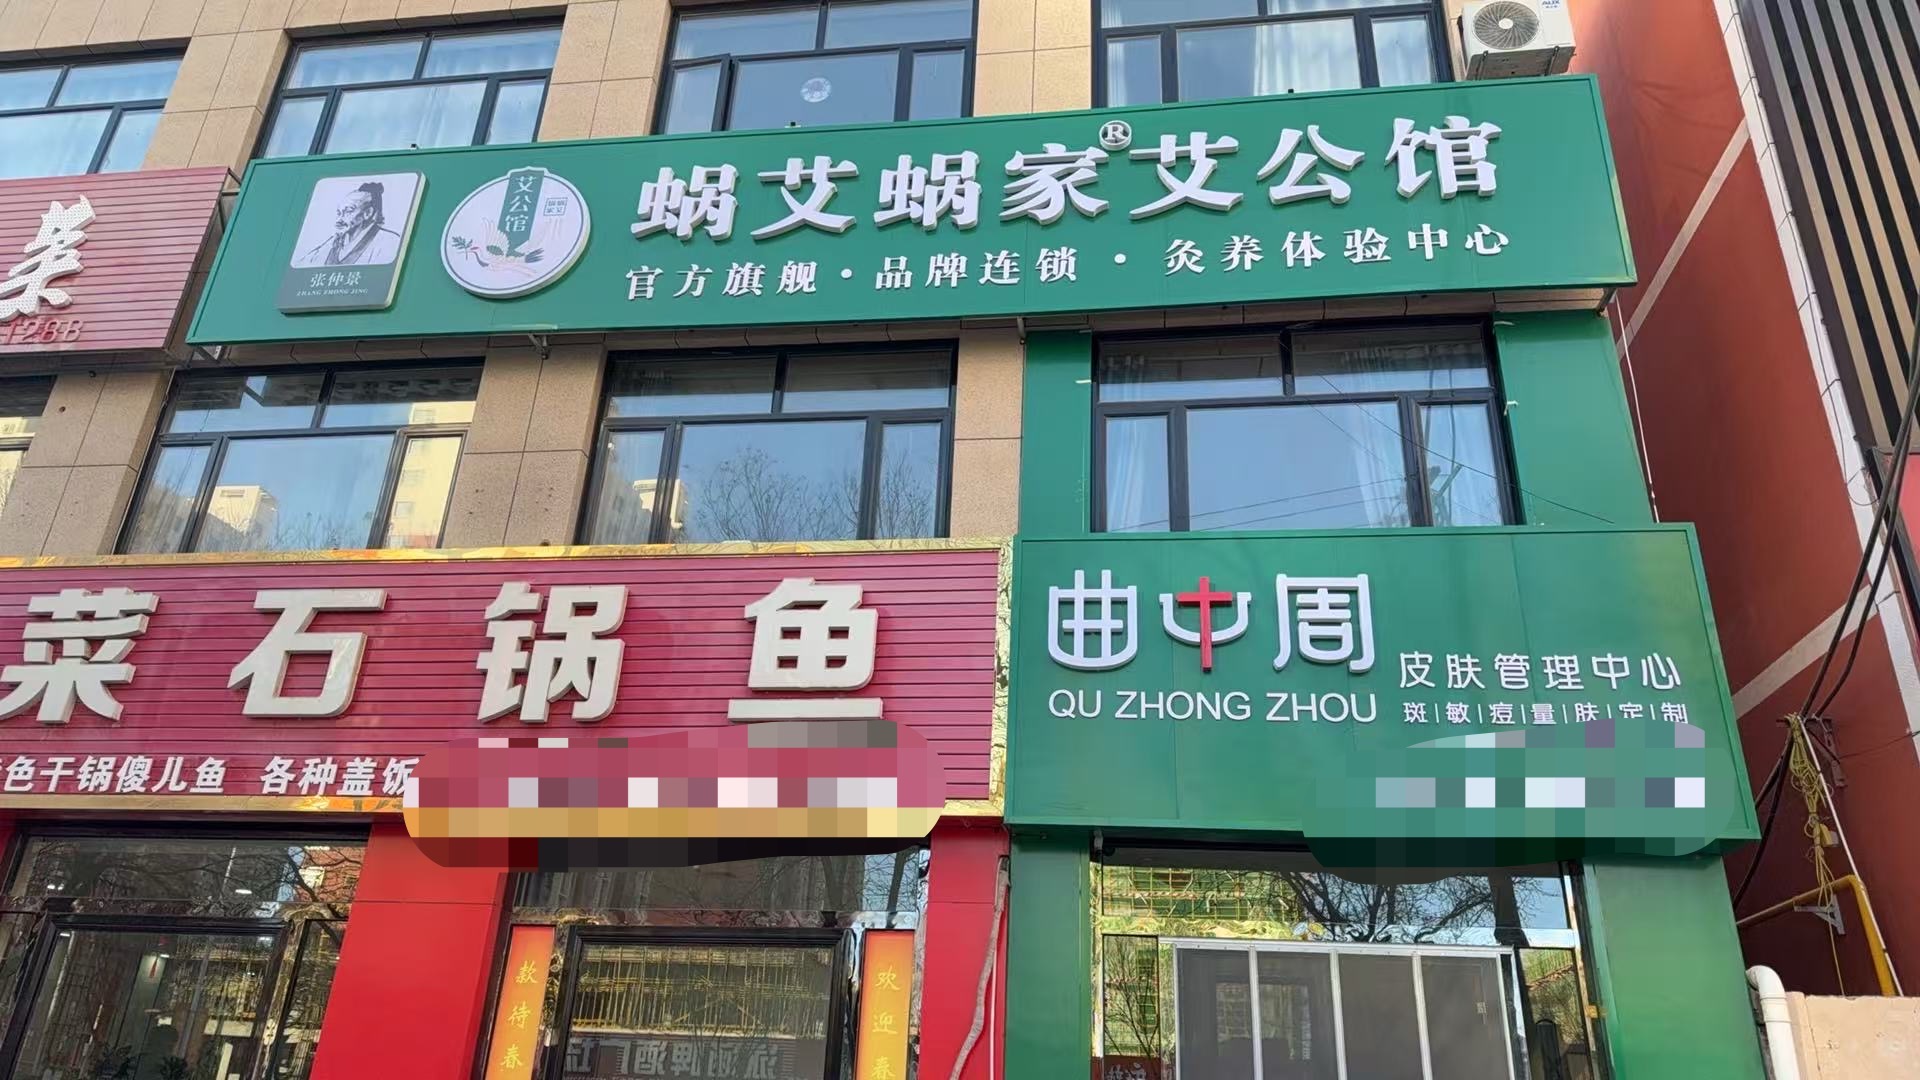 蜗艾蜗家®艾公馆
官方旗舰·品牌连锁·灸养体验中心
张仲景
ZHANG ZHONG JING
艾公馆
AUX
128B
菜石锅鱼
色干锅傻儿鱼 各种盖饭
曲中周
QU ZHONG ZHOU
皮肤管理中心
斑|敏|痘|量|肤|定|制
款待春
欢迎春